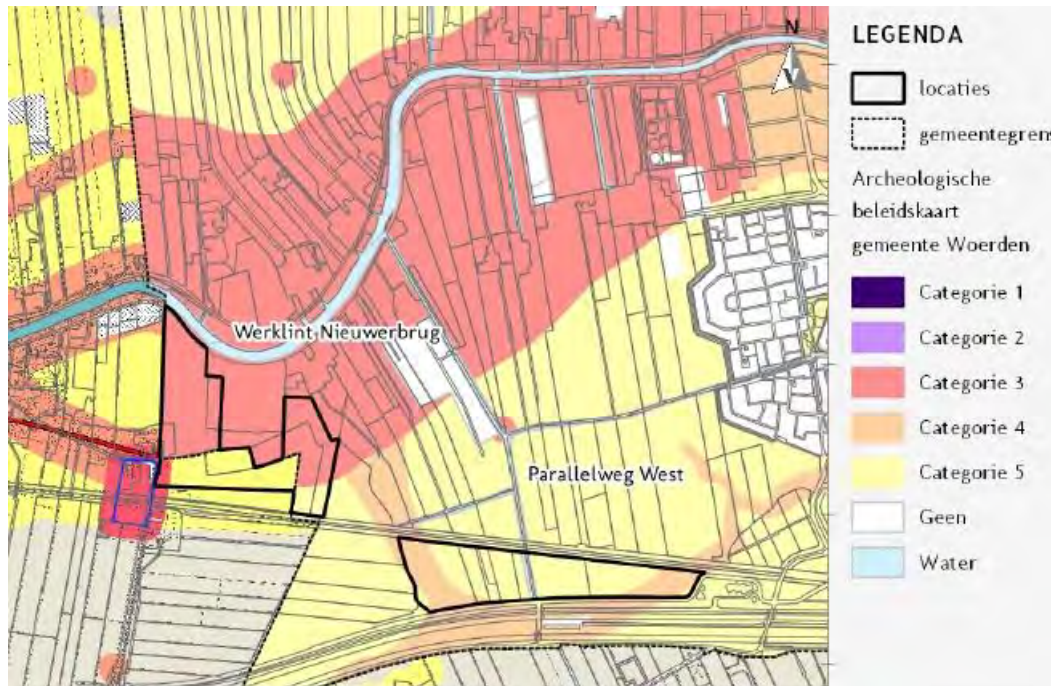 N
Werklint Nieuwerbrug
Parallelweg West
LEGENDA
locaties
gemeentegrens
Archeologische
beleidskaart
gemeente Woerden
Categorie 1
Categorie 2
Categorie 3
Categorie 4
Categorie 5
Geen
Water